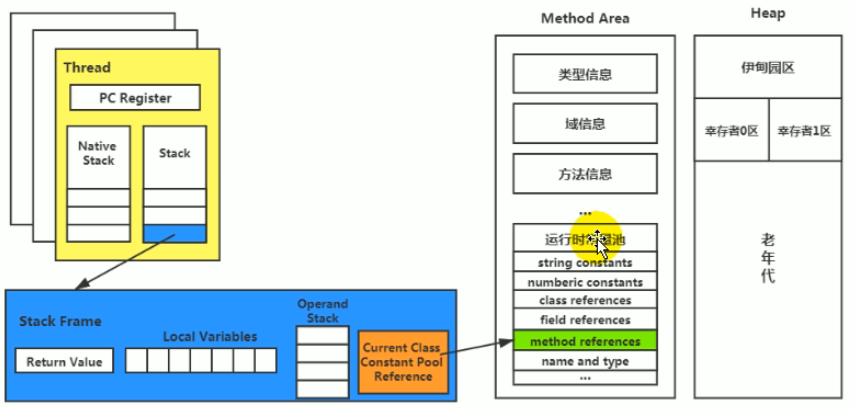 Thread
PC Register
Native
Stack
Stack
Stack Frame
Return Value
Local Variables
Operand
Stack
Current Class
Constant Pool
Reference
Method Area
类型信息
域信息
方法信息
...
运行时
池
string constants
numberic constants
class references
field references
method references
name and type
...
Heap
伊甸园区
幸存者0区
幸存者1区
老
年
代